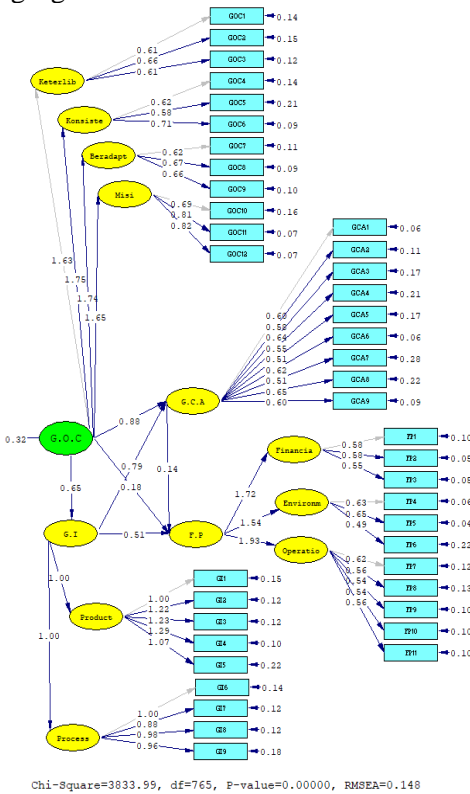 GOC1 0.14
0.61 GOC2 0.15
0.66
Keterlib 0.61 GOC3 0.12
GOC4 0.14
0.62
Konsiste 0.58 GOC5 0.21
0.71 GOC6 0.09
GOC7 0.11
Beradapt 0.62
0.67 GOC8 0.09
0.66
GOC9 0.10
Misi
0.69 GOC10 0.16
0.81 GOC11 0.07
0.82
GOC12 0.07
GCA1 0.06
GCA2 0.11
1.63
GCA3 0.17
1.75
GCA4 0.21
1.74
0.60
1.65 0.58 GCA5 0.17
0.64
0.55 GCA6 0.06
0.51
0.62 GCA7 0.28
0.51
G.C.A 0.65 GCA8 0.22
0.60 GCA9 0.09
0.88
0.32 G.O.C
Financia 0.58 FP1 0.10
0.58 FP2 0.05
0.79 0.14 0.55
0.18 1.72 FP3
0.65
Environm 0.63 FP4 0.06
1.54 0.65 FP5 0.04
G.I 0.51 F.P 0.49
1.93 FP6 0.22
Operatio 0.62 FP7 0.12
0.56
0.54 FP8 0.13
0.54
1.00 0.56 FP9 0.10
GI1 0.15 FP10 0.10
1.00 1.00
1.22 GI2 0.12 FP11 0.10
Product 1.23 GI3 0.12
1.29
1.07 GI4 0.10
GI5 0.22
GI6 0.14
1.00 GI7 0.12
Process 0.88
0.98 GI8 0.12
0.96 GI9 0.18
Chi-Square=3833.99, df=765, P-value=0.00000, RMSEA=0.148